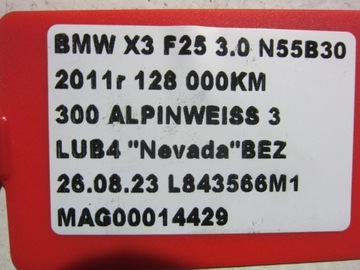 BMW X3 F25 3.0 N55B30
2011r 128 000KM
300 ALPINWEISS 3
LUB4 "Nevada"BEZ
26.08.23 L843566M1
MAG00014429